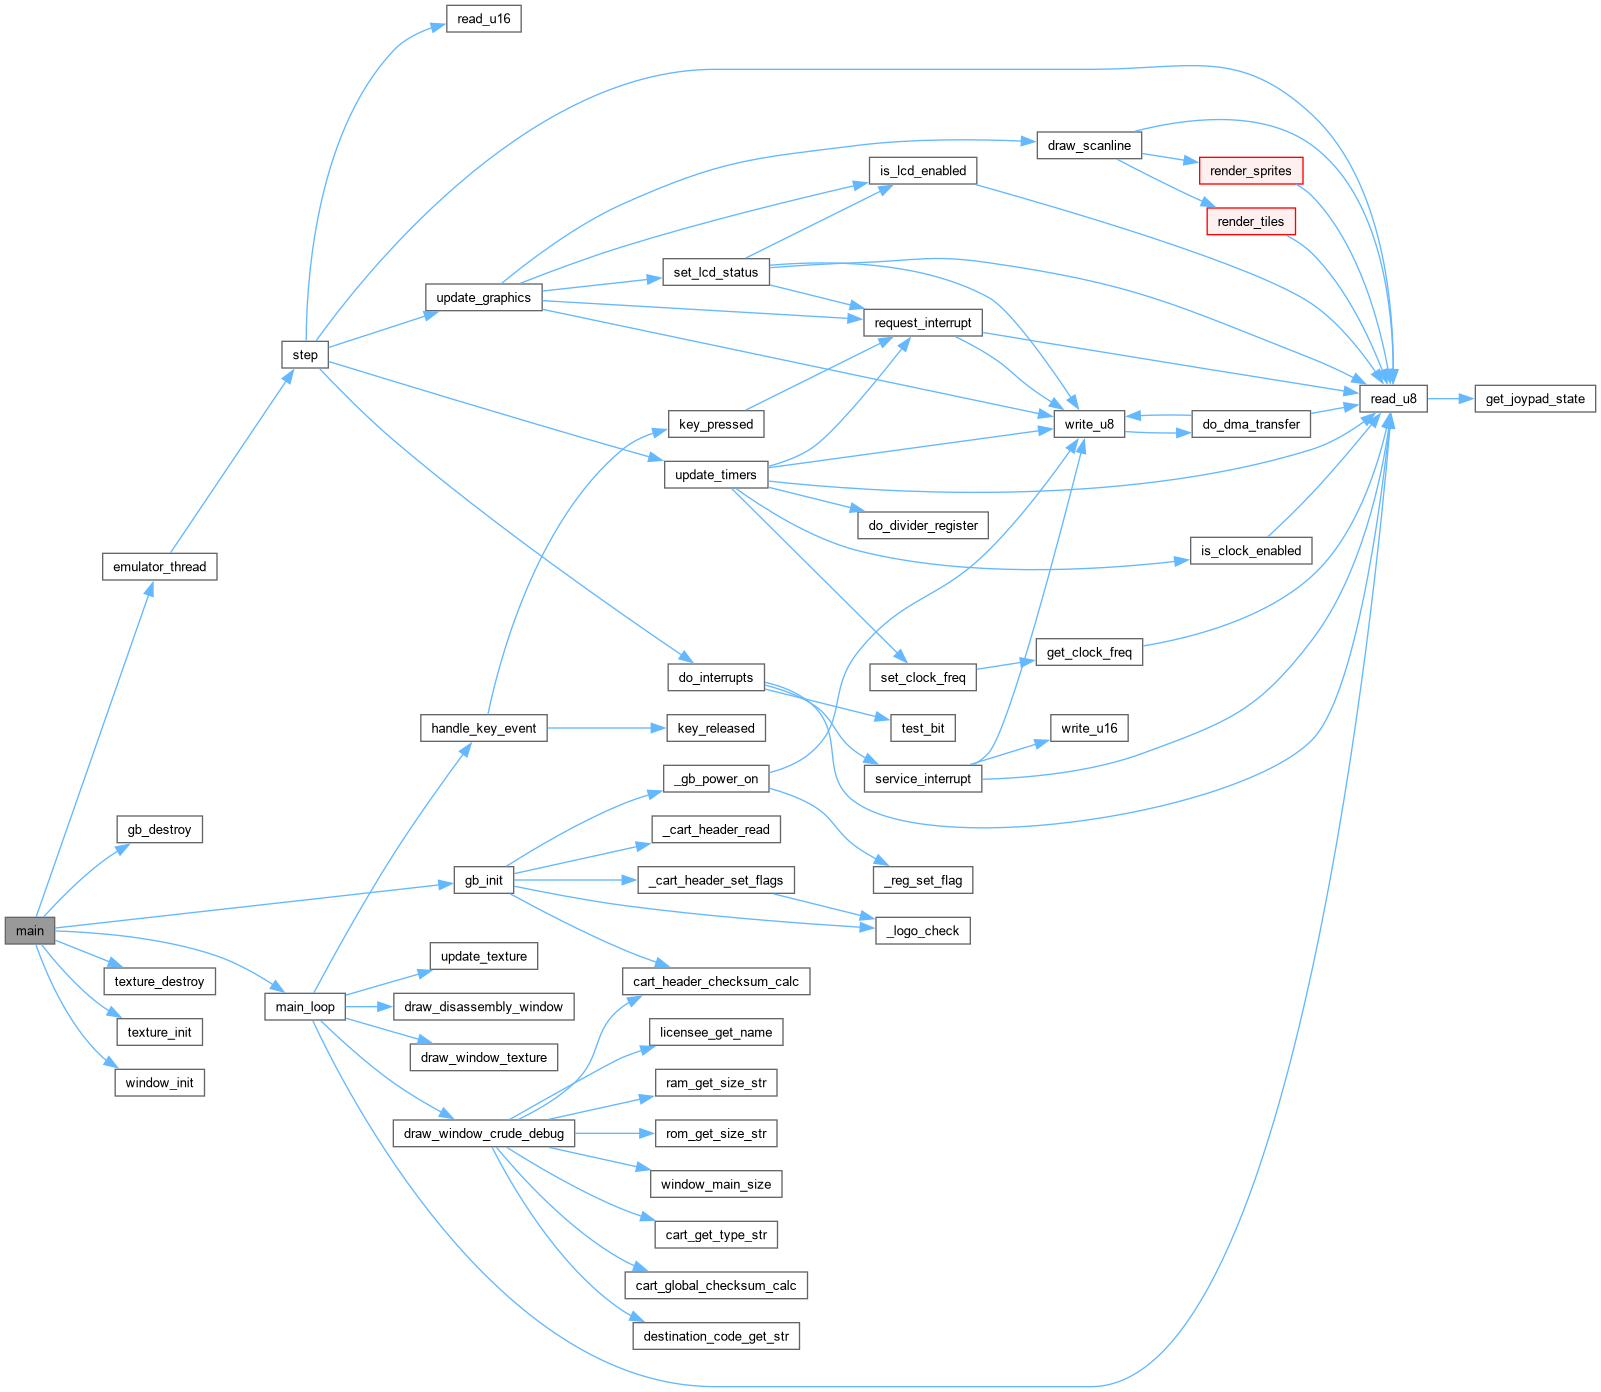 read_u16
draw_scanline
is_lcd_enabled
render_sprites
render_tiles
set_lcd_status
update_graphics
request_interrupt
step
read_u8
get_joypad_state
key_pressed
write_u8
do_dma_transfer
update_timers
do_divider_register
is_clock_enabled
emulator_thread
get_clock_freq
do_interrupts
set_clock_freq
handle_key_event
key_released
test_bit
write_u16
_gb_power_on
service_interrupt
gb_destroy
_cart_header_read
gb_init
_cart_header_set_flags
_reg_set_flag
main
_logo_check
update_texture
texture_destroy
cart_header_checksum_calc
main_loop
draw_disassembly_window
texture_init
licensee_get_name
draw_window_texture
window_init
ram_get_size_str
draw_window_crude_debug
rom_get_size_str
window_main_size
cart_get_type_str
cart_global_checksum_calc
destination_code_get_str